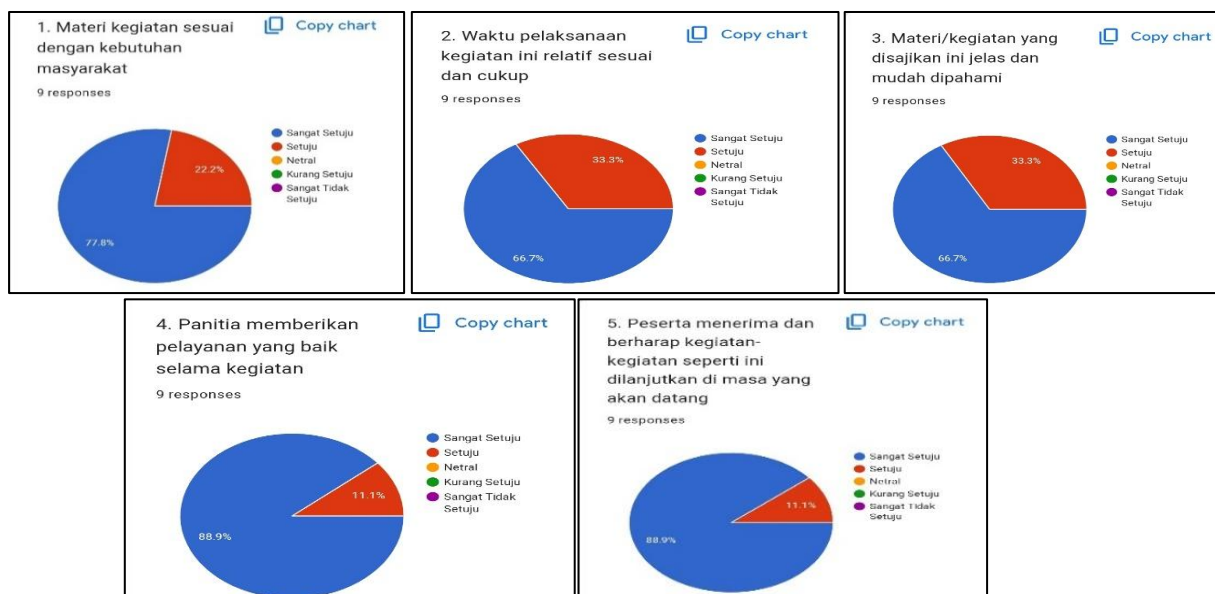 1. Materi kegiatan sesuai
dengan kebutuhan
masyarakat
Copy chart
9 responses
Sangat Setuju
Setuju
Netral
Kurang Setuju
Sangat Tidak
Setuju
22.2%
77.8%
2. Waktu pelaksanaan
kegiatan ini relatif sesuai
dan cukup
Copy chart
9 responses
Sangat Setuju
Setuju
Netral
Kurang Setuju
Sangat Tidak
Setuju
33.3%
66.7%
3. Materi/kegiatan yang
disajikan ini jelas dan
mudah dipahami
Copy chart
9 responses
Sangat Setuju
Setuju
Netral
Kurang Setuju
Sangat Tidak
Setuju
33.3%
66.7%
4. Panitia memberikan
pelayanan yang baik
selama kegiatan
Copy chart
9 responses
Sangat Setuju
Setuju
Netral
Kurang Setuju
Sangat Tidak
Setuju
11.1%
88.9%
5. Peserta menerima dan
berharap kegiatan-
kegiatan seperti ini
dilanjutkan di masa yang
akan datang
Copy chart
9 responses
Sangat Setuju
Setuju
Netral
Kurang Setuju
Sangat Tidak
Setuju
11.1%
88.9%